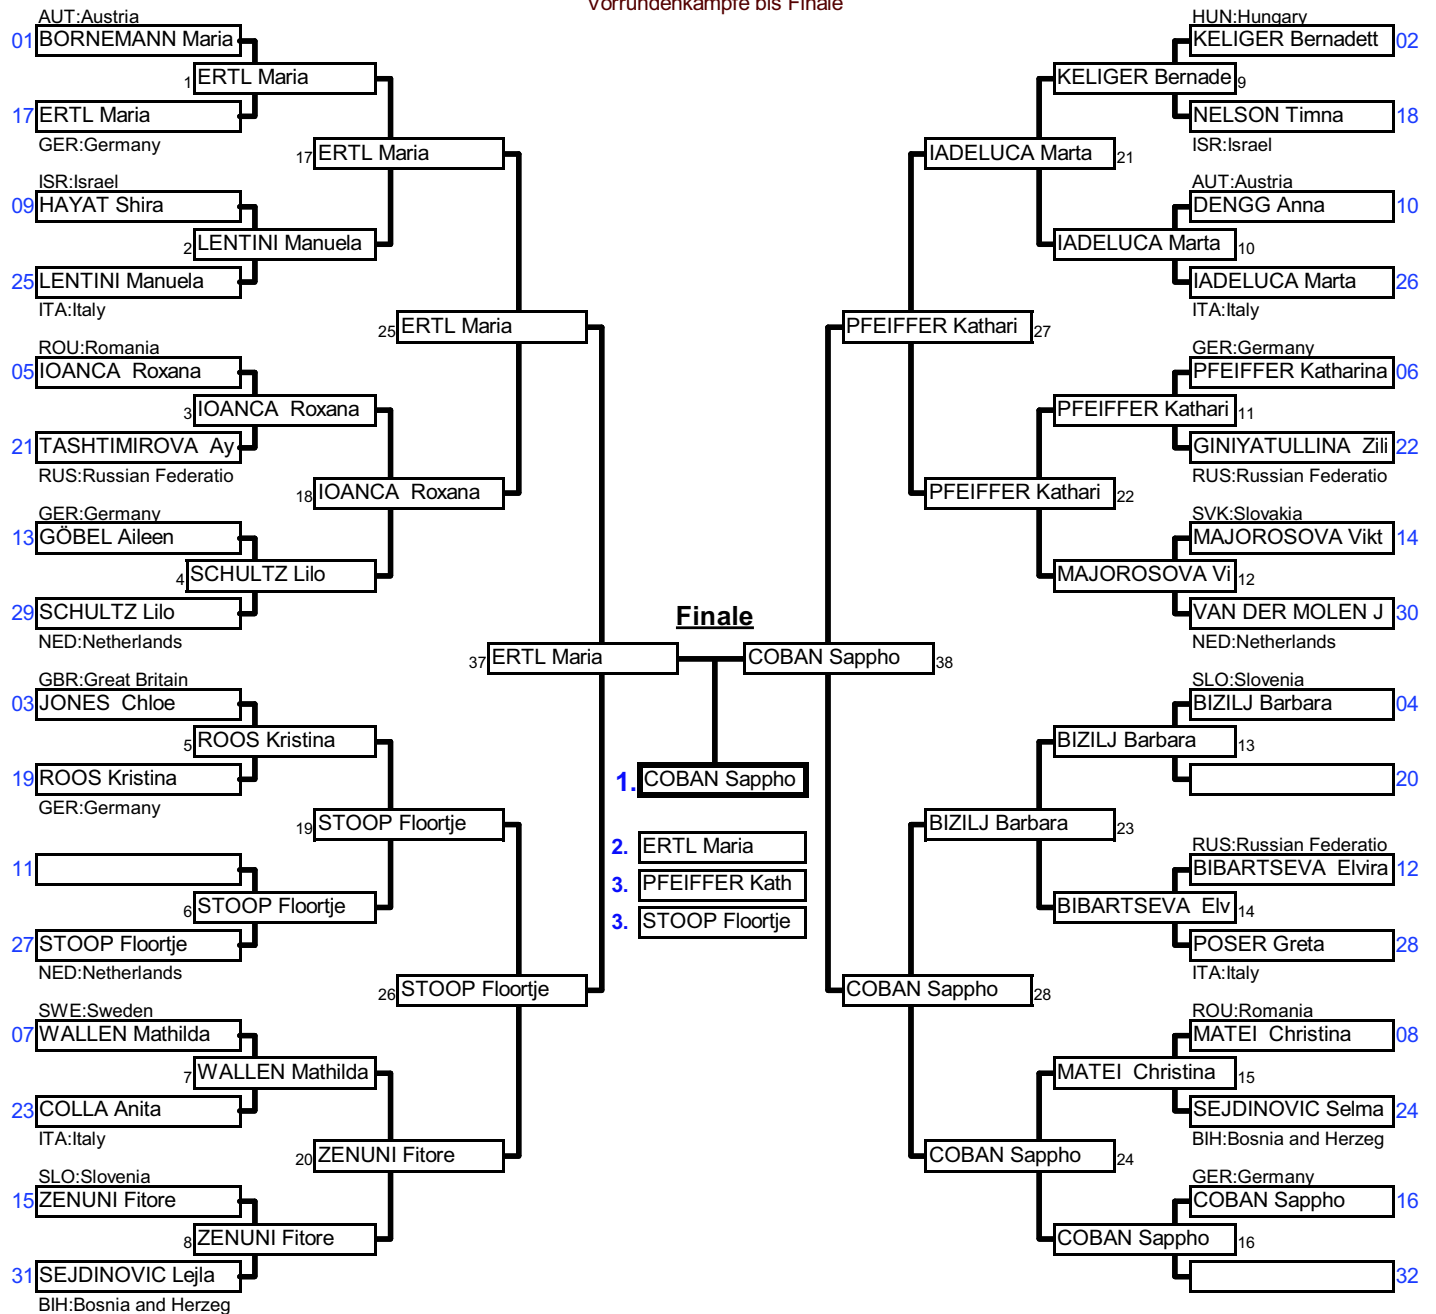 Vorrundenkämpfe bis Finale
AUT:Austria
01 BORNEMANN Maria
1 ERTL Maria
17 ERTL Maria
GER:Germany
17 ERTL Maria
ISR:Israel
09 HAYAT Shira
2 LENTINI Manuela
25 LENTINI Manuela
ITA:Italy
25 ERTL Maria
ROU:Romania
05 IOANCA Roxana
3 IOANCA Roxana
21 TASHTIMIROVA Ay
RUS:Russian Federatio
18 IOANCA Roxana
GER:Germany
13 GÖBEL Aileen
4 SCHULTZ Lilo
29 SCHULTZ Lilo
NED:Netherlands
37 ERTL Maria
GBR:Great Britain
03 JONES Chloe
5 ROOS Kristina
19 ROOS Kristina
GER:Germany
19 STOOP Floortje
11
6 STOOP Floortje
27 STOOP Floortje
NED:Netherlands
26 STOOP Floortje
SWE:Sweden
07 WALLEN Mathilda
7 WALLEN Mathilda
23 COLLA Anita
ITA:Italy
20 ZENUNI Fitore
SLO:Slovenia
15 ZENUNI Fitore
8 ZENUNI Fitore
31 SEJDINOVIC Lejla
BIH:Bosnia and Herzeg
Finale
1. COBAN Sappho
2. ERTL Maria
3. PFEIFFER Kath
3. STOOP Floortje
HUN:Hungary
KELIGER Bernadett 02
KELIGER Bernade 9
NELSON Timna 18
ISR:Israel
IADELUCA Marta 21
AUT:Austria
DENGG Anna 10
IADELUCA Marta 10
IADELUCA Marta 26
ITA:Italy
PFEIFFER Kathari 27
GER:Germany
PFEIFFER Katharina 06
PFEIFFER Kathari 11
GINIYATULLINA Zili 22
RUS:Russian Federatio
PFEIFFER Kathari 22
SVK:Slovakia
MAJOROSOVA Vikt 14
MAJOROSOVA Vi 12
VAN DER MOLEN J 30
NED:Netherlands
COBAN Sappho 38
SLO:Slovenia
BIZILJ Barbara 04
BIZILJ Barbara 13
20
BIZILJ Barbara 23
RUS:Russian Federatio
BIBARTSEVA Elvira 12
BIBARTSEVA Elv 14
POSER Greta 28
ITA:Italy
COBAN Sappho 28
ROU:Romania
MATEI Christina 08
MATEI Christina 15
SEJDINOVIC Selma 24
BIH:Bosnia and Herzeg
COBAN Sappho 24
GER:Germany
COBAN Sappho 16
COBAN Sappho 16
32